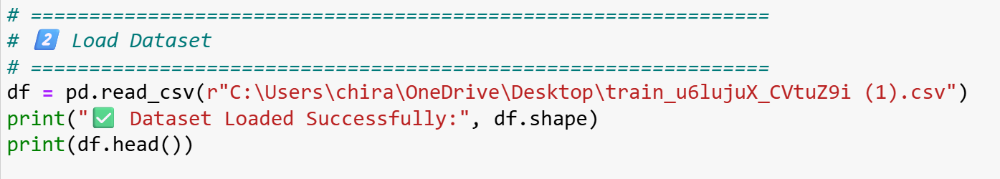 # ===============================================================
# 2️⃣ Load Dataset
# ===============================================================
df = pd.read_csv(r"C:\Users\chira\OneDrive\Desktop\train_u6lujuX_CVtuZ9i (1).csv")
print("✅ Dataset Loaded Successfully:", df.shape)
print(df.head())